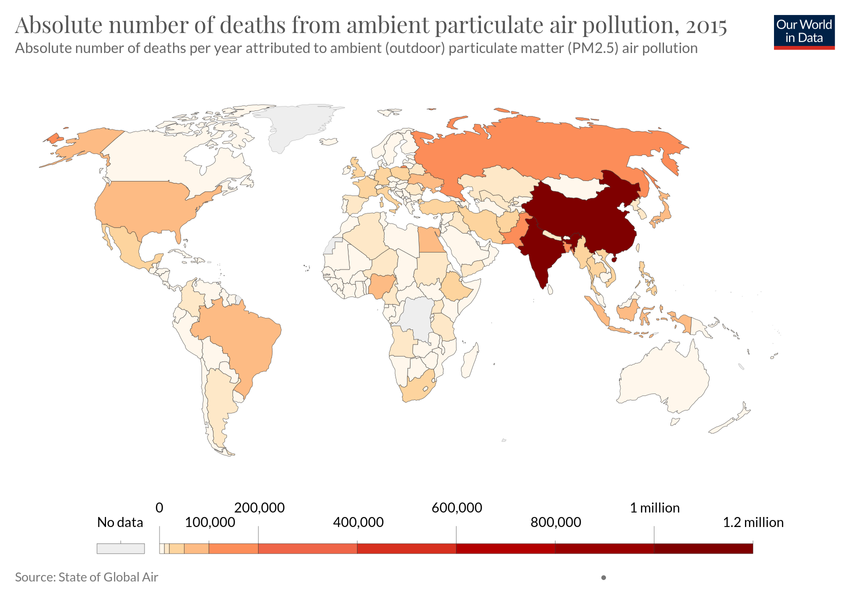 Absolute number of deaths from ambient particulate air pollution, 2015
Absolute number of deaths per year attributed to ambient (outdoor) particulate matter (PM2.5) air pollution
Our World
in Data
0 200,000 600,000 1 million
No data 100,000 400,000 800,000 1.2 million
Source: State of Global Air